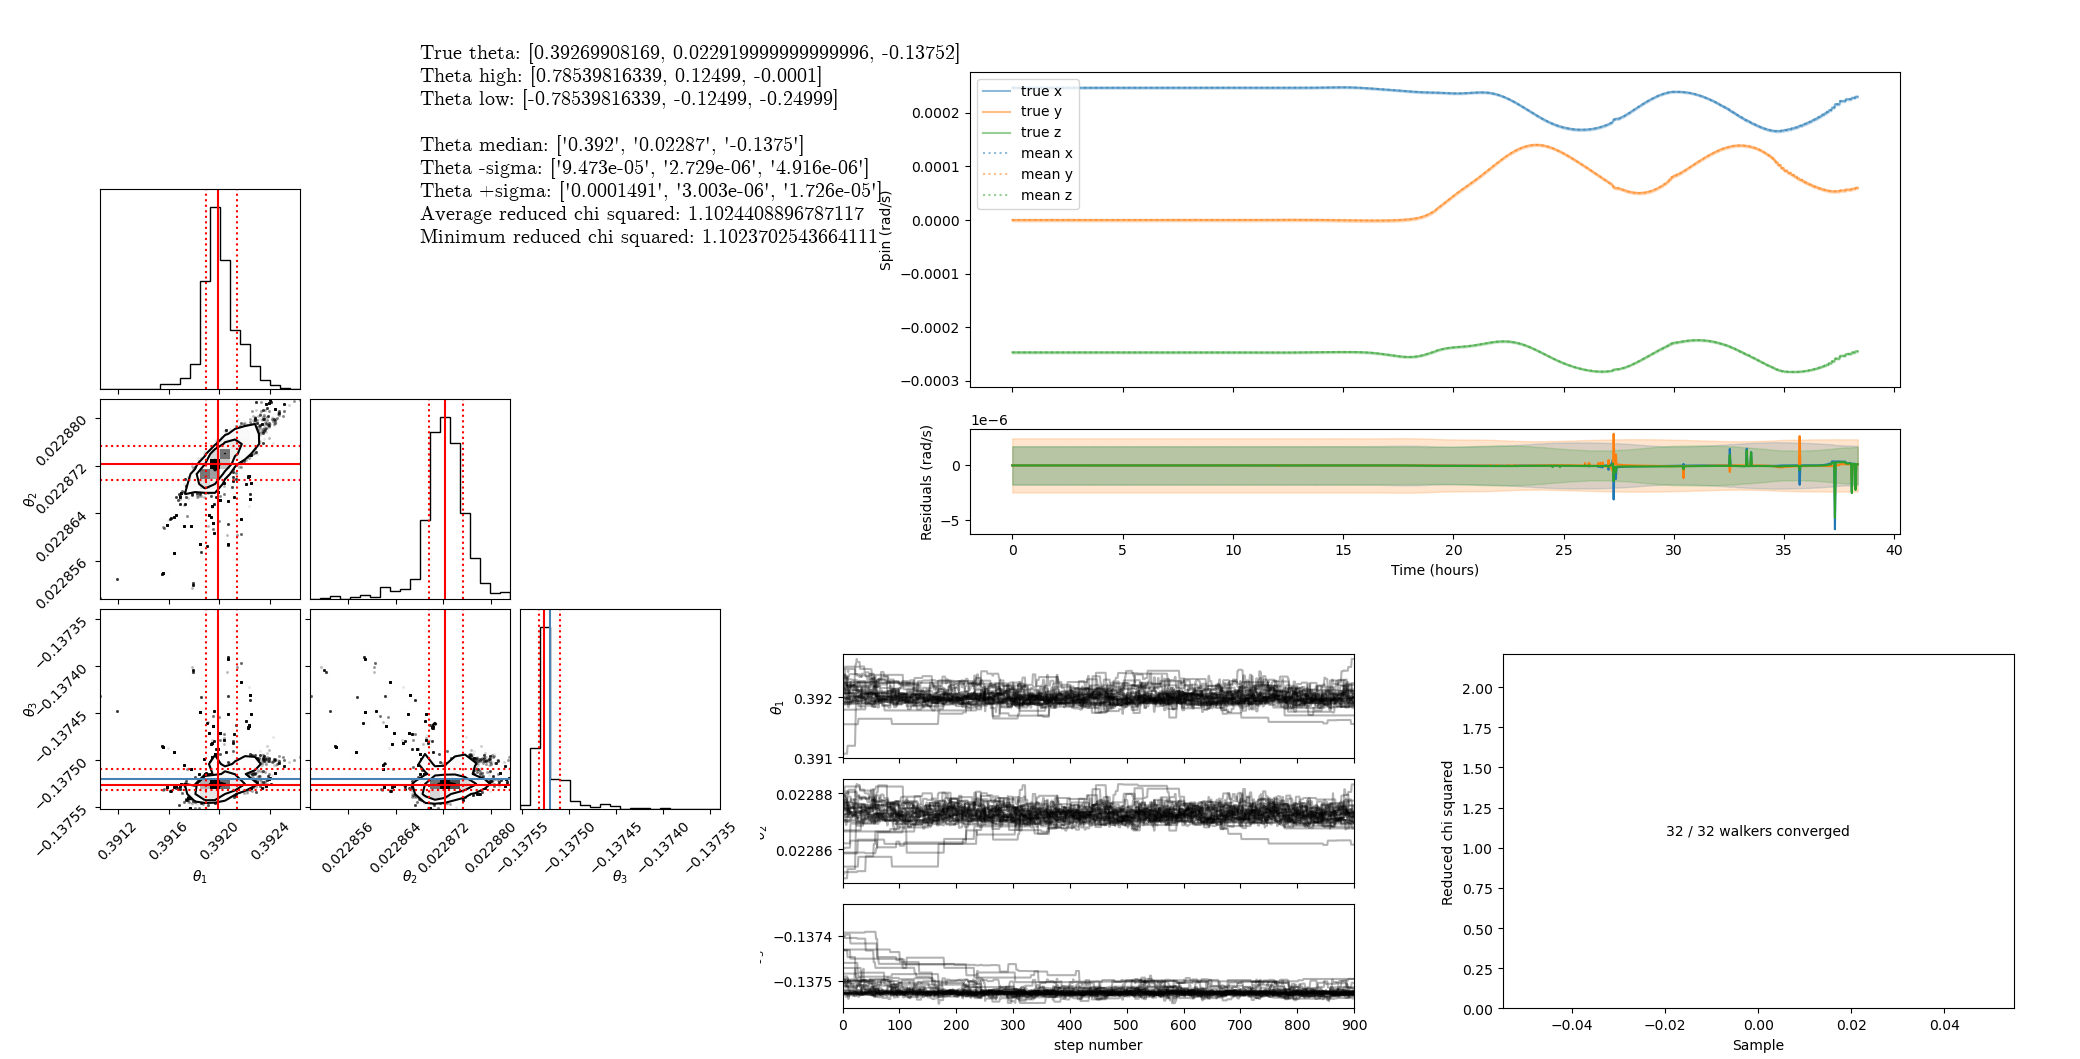 True theta: [0.39269908169, 0.022919999999999996, -0.13752]
Theta high: [0.78539816339, 0.12499, -0.0001]
Theta low: [-0.78539816339, -0.12499, -0.24999]
Theta median: ['0.392', '0.02287', '-0.1375']
Theta -sigma: ['9.473e-05', '2.729e-06', '4.916e-06']
Theta +sigma: ['0.0001491', '3.003e-06', '1.726e-05']
Average reduced chi squared: 1.1024408896787117
Minimum reduced chi squared: 1.1023702543664111
true x
true y
true z
mean x
mean y
mean z
Spin (rad/s)
0.0002
0.0001
0.0000
−0.0001
−0.0002
−0.0003
1e−6
Residuals (rad/s)
0
−5
0 5 10 15 20 25 30 35 40
Time (hours)
θ2
0.022880
0.022872
0.022864
0.022856
θ3
−0.13735
−0.13740
−0.13745
−0.13750
−0.13755
0.3912 0.3916 0.3920 0.3924
θ1
0.022856 0.022864 0.022872 0.022880
θ2
−0.13755 −0.13750 −0.13745 −0.13740 −0.13735
θ3
θ1
0.392
0.391
0.02288
0.02286
−0.1374
−0.1375
0 100 200 300 400 500 600 700 800 900
step number
Reduced chi squared
2.00
1.75
1.50
1.25
1.00
0.75
0.50
0.25
0.00
32 / 32 walkers converged
−0.04 −0.02 0.00 0.02 0.04
Sample